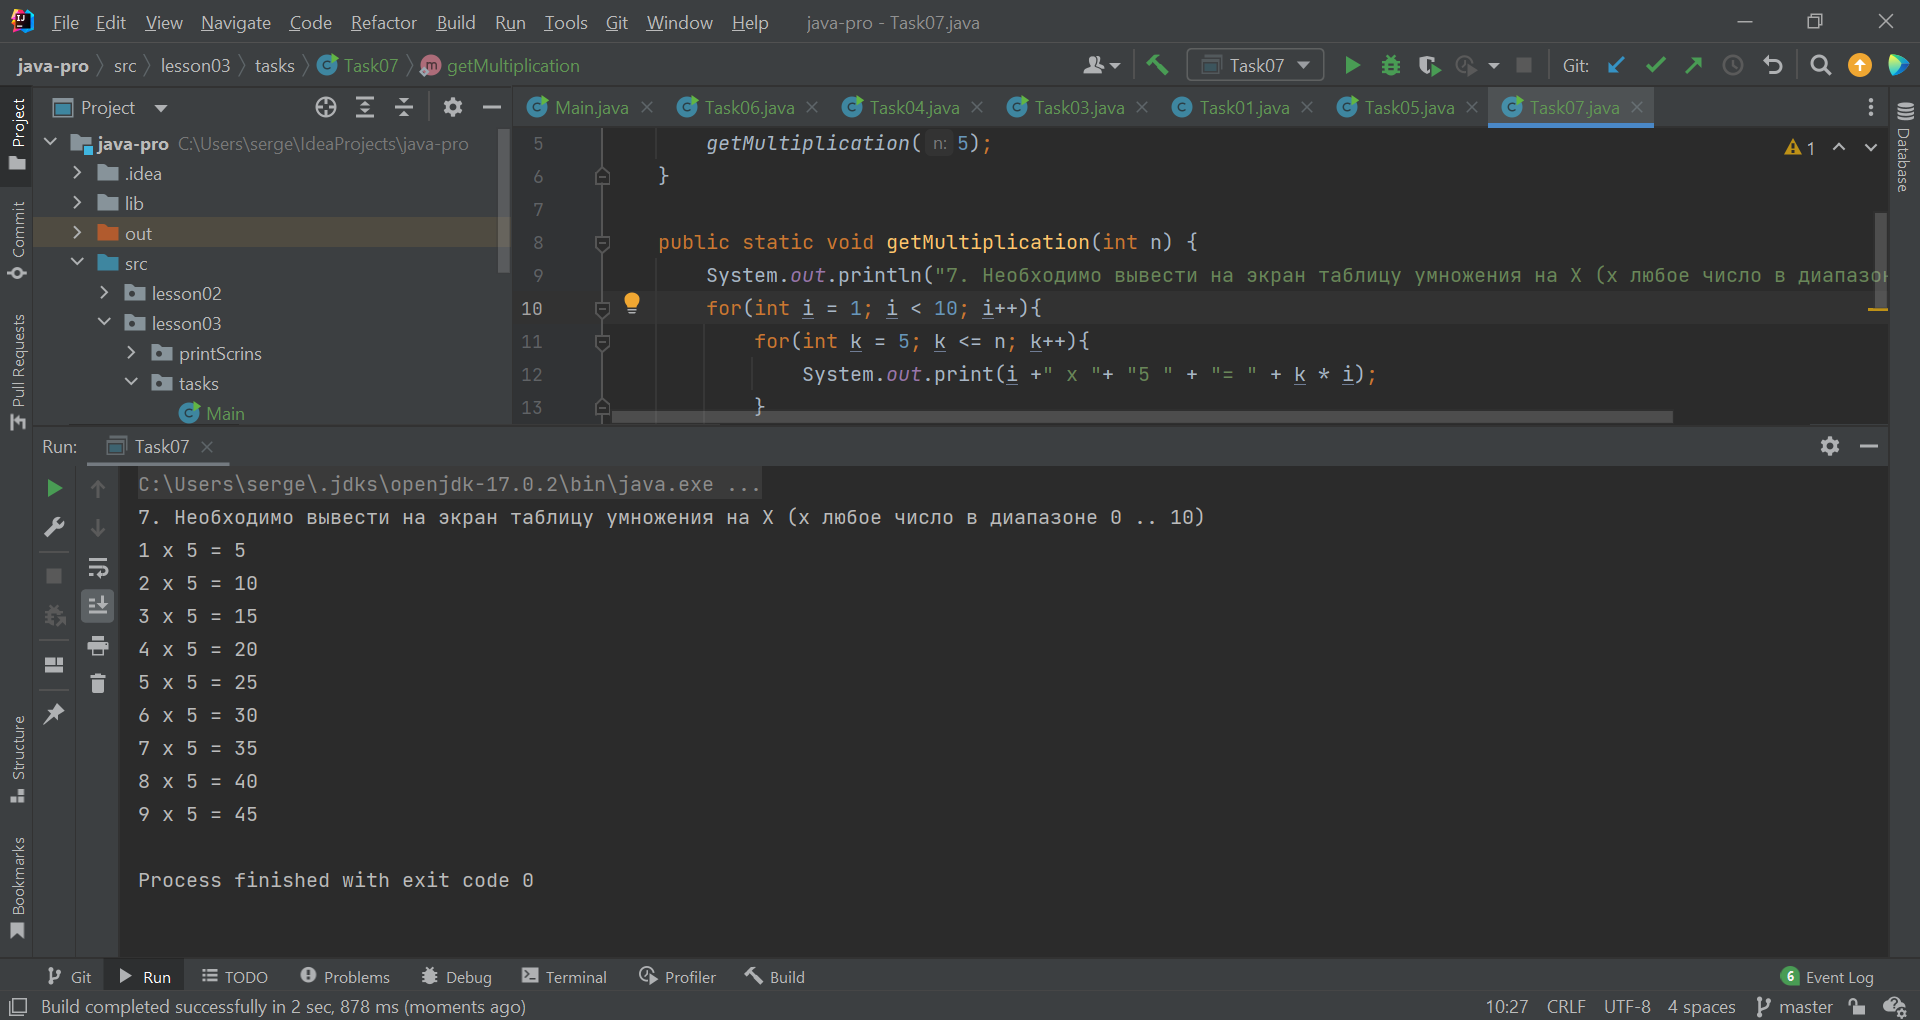 File Edit View Navigate Code Refactor Build Run Tools Git Window Help java-pro - Task07.java
java-pro src lesson03 tasks Task07 getMultiplication Task07 Git:
Project Main.java Task06.java Task04.java Task03.java Task01.java Task05.java Task07.java
java-pro C:\Users\serge\IdeaProjects\java-pro
.idea
lib
out
src
lesson02
lesson03
printScrins
tasks
Main
5 getMultiplication( n: 5);
6 }
7
8 public static void getMultiplication(int n) {
9 System.out.println("7. Необходимо вывести на экран таблицу умножения на X (x любое число в диапазон
10 for(int i = 1; i < 10; i++){
11 for(int k = 5; k <= n; k++){
12 System.out.print(i +" x "+ "5 " + "= " + k * i);
13 }
1
Project
Commit
Pull Requests
Structure
Bookmarks
Database
Run: Task07
C:\Users\serge\.jdks\openjdk-17.0.2\bin\java.exe ...
7. Необходимо вывести на экран таблицу умножения на X (x любое число в диапазоне 0 .. 10)
1 x 5 = 5
2 x 5 = 10
3 x 5 = 15
4 x 5 = 20
5 x 5 = 25
6 x 5 = 30
7 x 5 = 35
8 x 5 = 40
9 x 5 = 45
Process finished with exit code 0
Git Run TODO Problems Debug Terminal Profiler Build 6 Event Log
Build completed successfully in 2 sec, 878 ms (moments ago) 10:27 CRLF UTF-8 4 spaces master